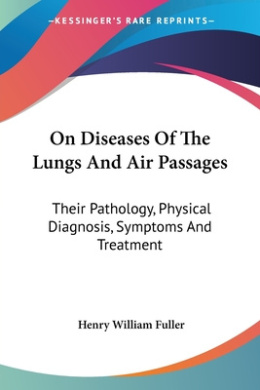 KESSINGER'S RARE REPRINTS
On Diseases Of The
Lungs And Air Passages
Their Pathology, Physical
Diagnosis, Symptoms And
Treatment
Henry William Fuller